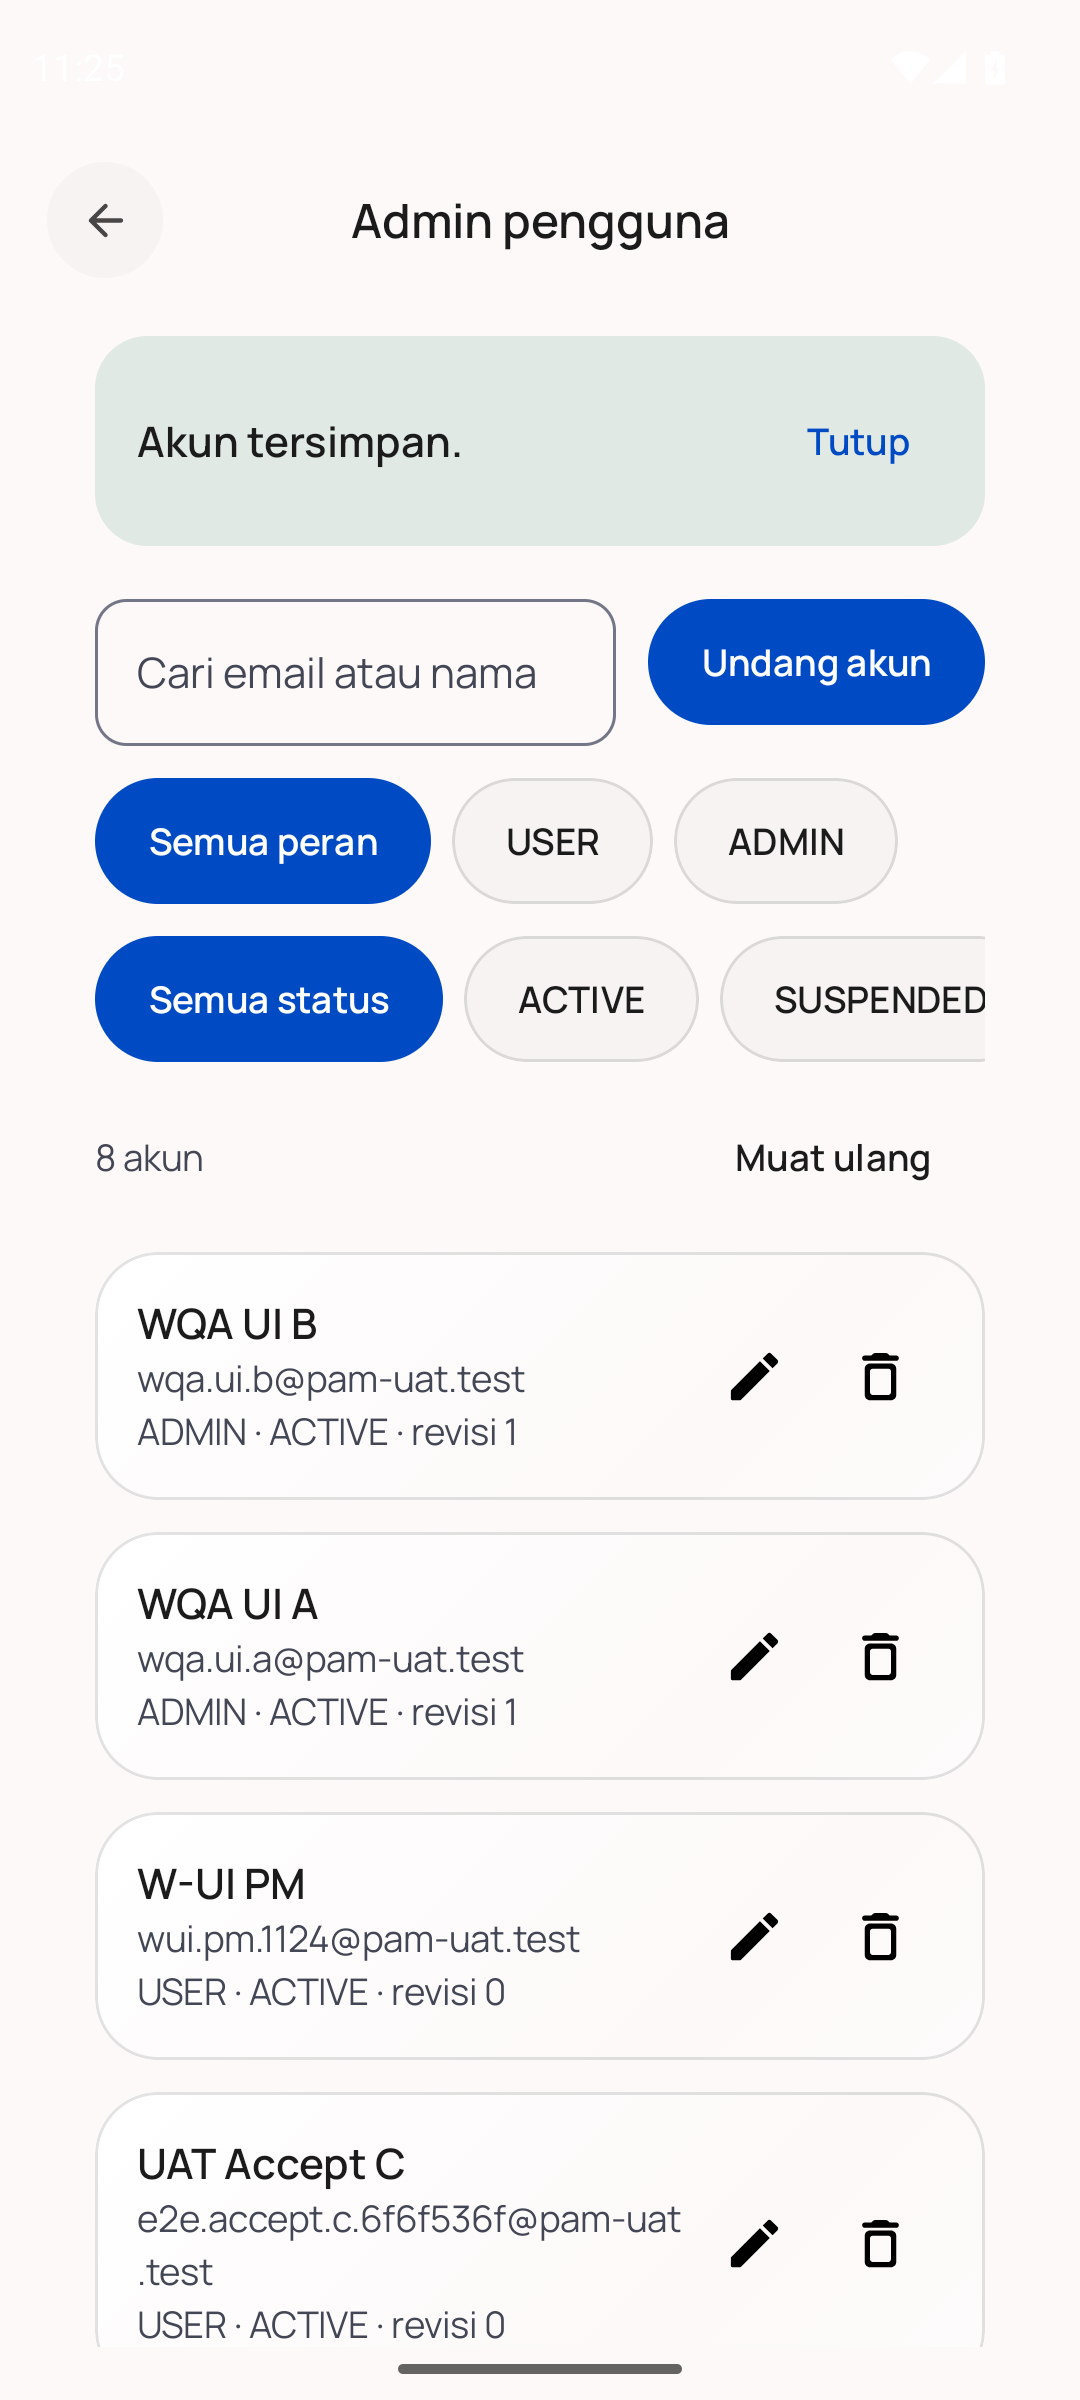 11:25
Admin pengguna
Akun tersimpan.
Tutup
Cari email atau nama
Undang akun
Semua peran
USER
ADMIN
Semua status
ACTIVE
SUSPENDED
8 akun
Muat ulang
WQA UI B
wqa.ui.b@pam-uat.test
ADMIN · ACTIVE · revisi 1
WQA UI A
wqa.ui.a@pam-uat.test
ADMIN · ACTIVE · revisi 1
W-UI PM
wui.pm.1124@pam-uat.test
USER · ACTIVE · revisi 0
UAT Accept C
e2e.accept.c.6f6f536f@pam-uat
.test
USER · ACTIVE · revisi 0